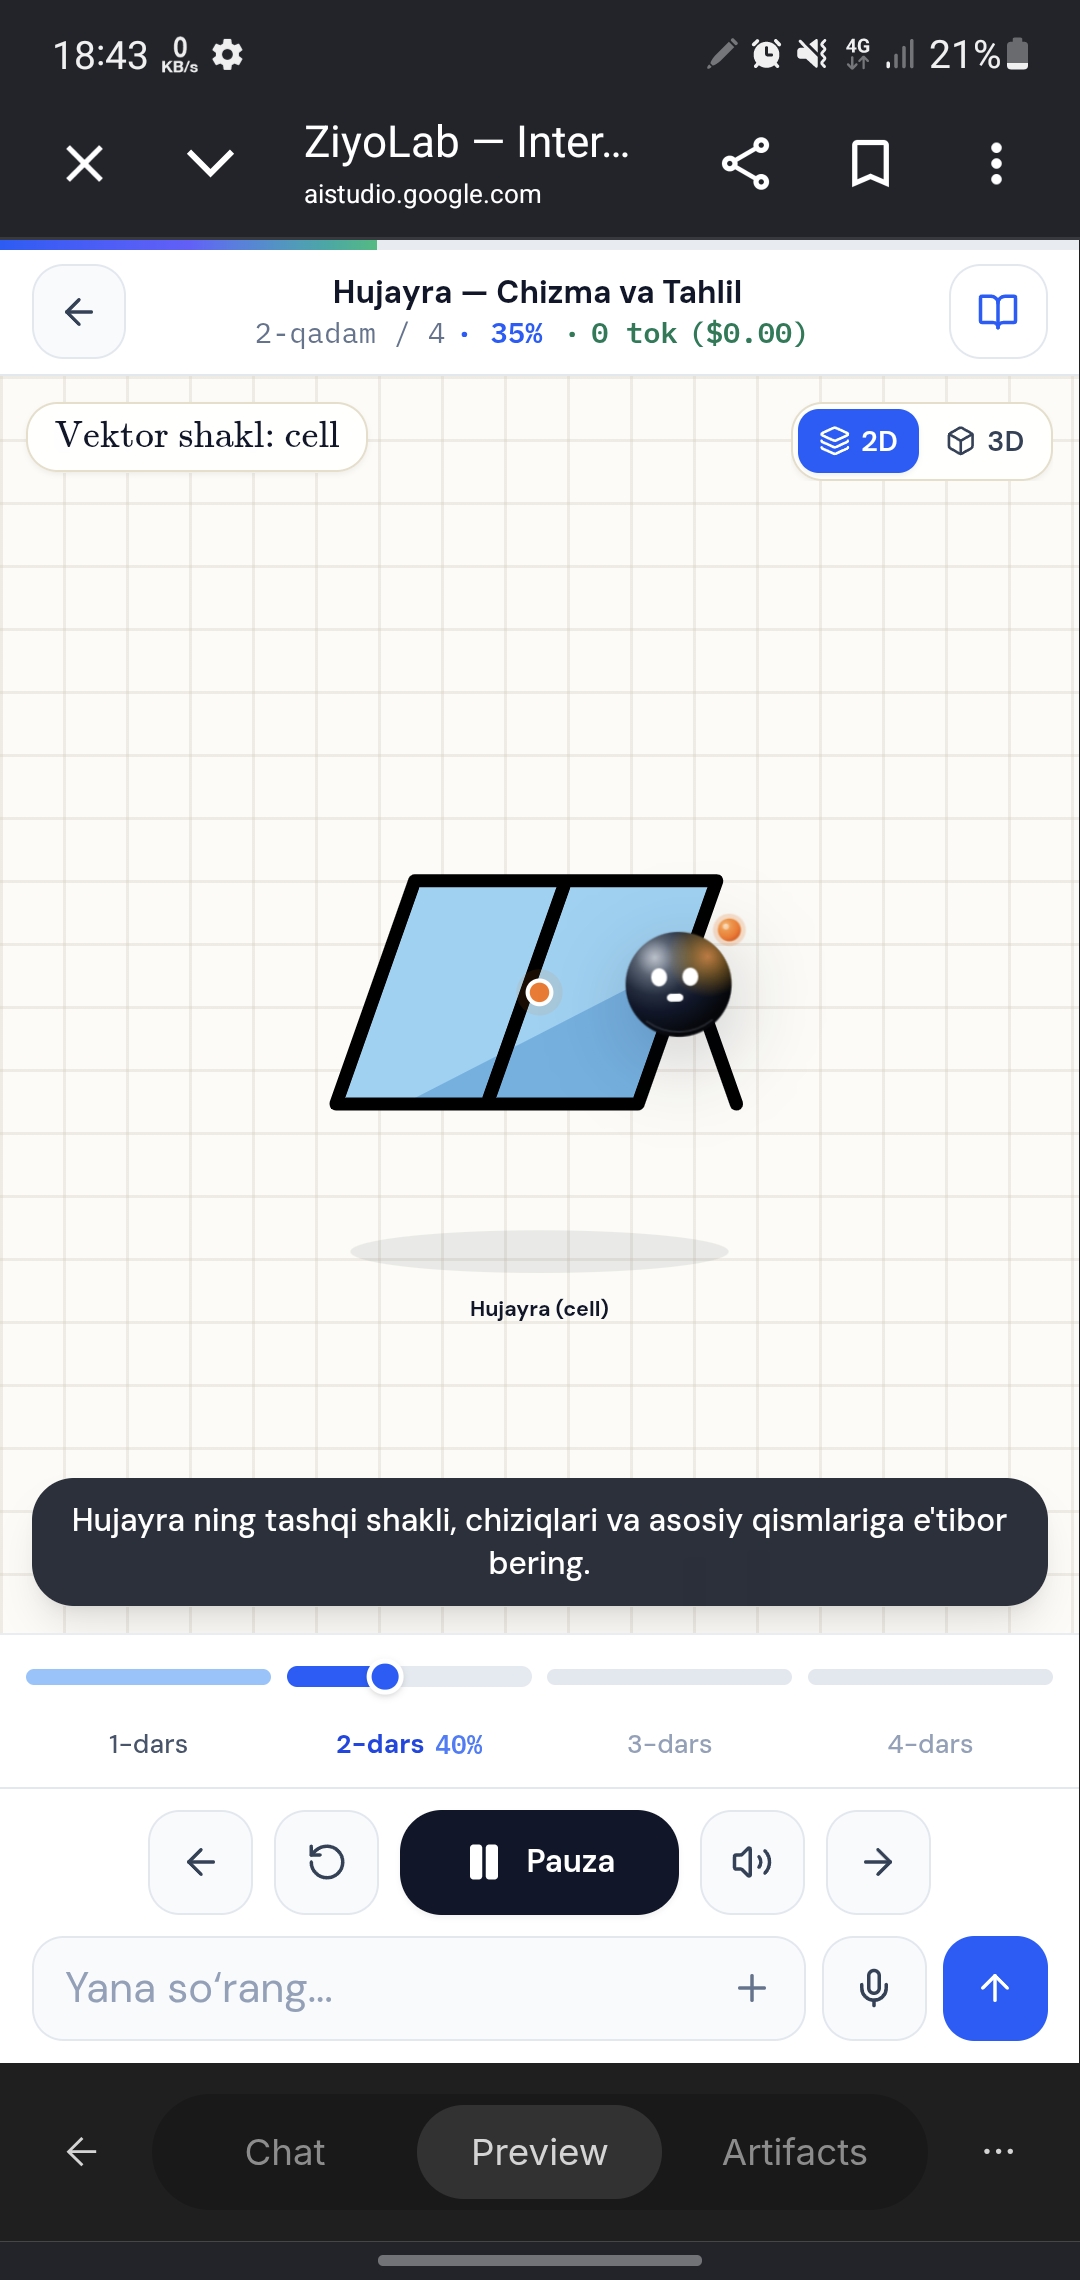 18:43 0 KB/s 4G 21%
ZiyoLab — Inter...
aistudio.google.com
Hujayra — Chizma va Tahlil
2-qadam / 4 · 35% · 0 tok ($0.00)
Vektor shakl: cell
2D 3D
Hujayra (cell)
Hujayra ning tashqi shakli, chiziqlari va asosiy qismlariga e'tibor
bering.
1-dars 2-dars 40% 3-dars 4-dars
Pauza
Yana so‘rang...
Chat Preview Artifacts